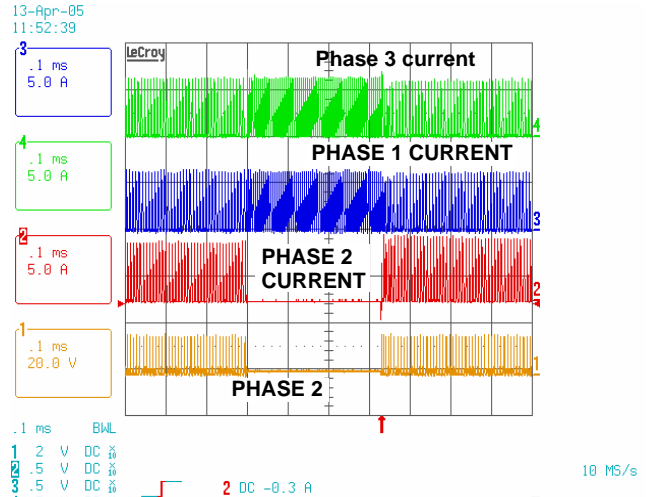 13-Apr-05
11:52:39
3
.1 ms
5.0 A
4
.1 ms
5.0 A
2
.1 ms
5.0 A
1
.1 ms
20.0 V
LeCroy
Phase 3 current
4
PHASE 1 CURRENT
3
PHASE 2
CURRENT
2
1
PHASE 2
.1 ms BWL
1 2 V DC X10
2 .5 V DC X10
3 .5 V DC X10
2 DC -0.3 A
10 MS/s